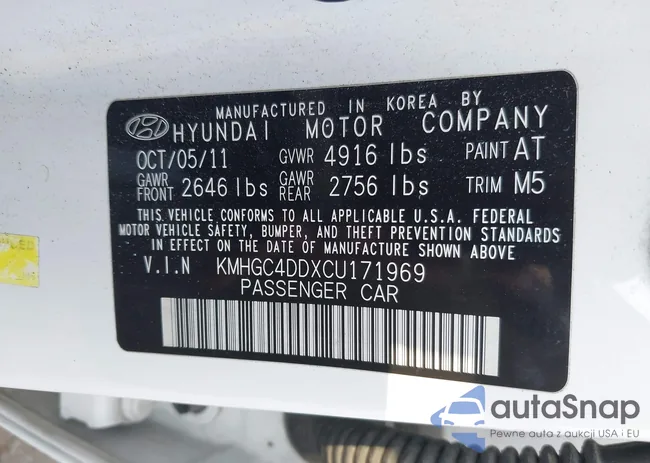 MANUFACTURED IN KOREA BY
HYUNDAI MOTOR COMPANY
OCT/05/11 GVWR 4916 lbs PAINT AT
GAWR FRONT 2646 lbs GAWR REAR 2756 lbs TRIM M5
THIS VEHICLE CONFORMS TO ALL APPLICABLE U.S.A. FEDERAL
MOTOR VEHICLE SAFETY, BUMPER, AND THEFT PREVENTION STANDARDS
IN EFFECT ON THE DATE OF MANUFACTURE SHOWN ABOVE
V.I.N KMHGC4DDXCU171969
PASSENGER CAR
autaSnap
Pewne auta z aukcji USA i EU